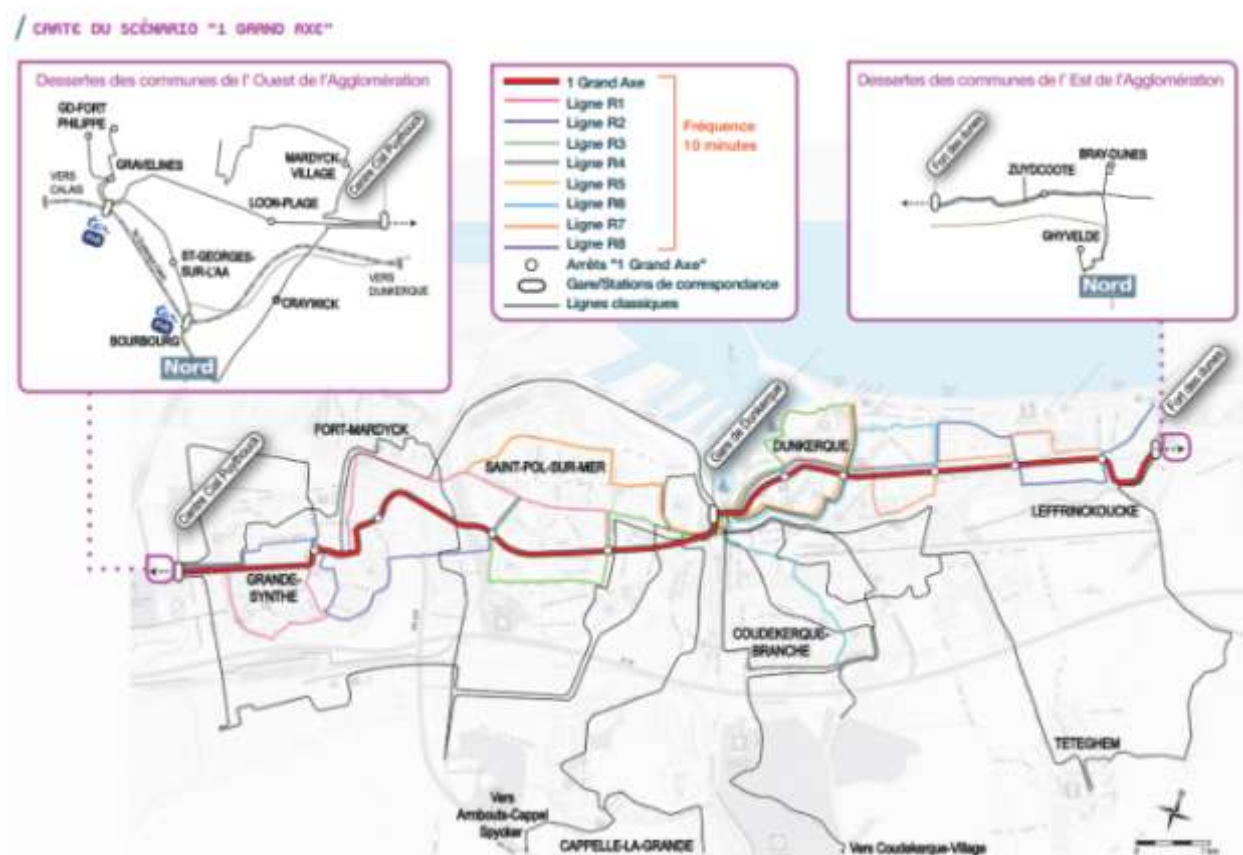 / CARTE DU SCÉNARIO "1 GRAND AXE"
Dessertes des communes de l' Ouest de l'Agglomération
GD-FORT
PHILIPPE
GRAVELINES
VERS
CALAIS
MARDYCK
VILLAGE
LOON-PLAGE
ST-GEORGES-
SUR-L'AA
VERS
DUNKERQUE
CRAYWICK
BOURBOURG
Nord
1 Grand Axe
Ligne R1
Ligne R2
Ligne R3
Ligne R4
Ligne R5
Ligne R6
Ligne R7
Ligne R8
Fréquence
10 minutes
Arrêts "1 Grand Axe"
Gare/Stations de correspondance
Lignes classiques
Dessertes des communes de l' Est de l'Agglomération
Fort des dunes
BRAY-DUNES
ZUYDCOOTE
GHYVELDE
Nord
FORT-MARDYCK
SAINT-POL-SUR-MER
Gare de Dunkerque
DUNKERQUE
Fort des dunes
LEFFRINCKOUCKE
GRANDE-
SYNTHE
COUDEKERQUE-
BRANCHE
TETEGHEM
Vers
Armbouts-Cappel
Spycker
CAPPELLE-LA-GRANDE
Vers Coudekerque-Village